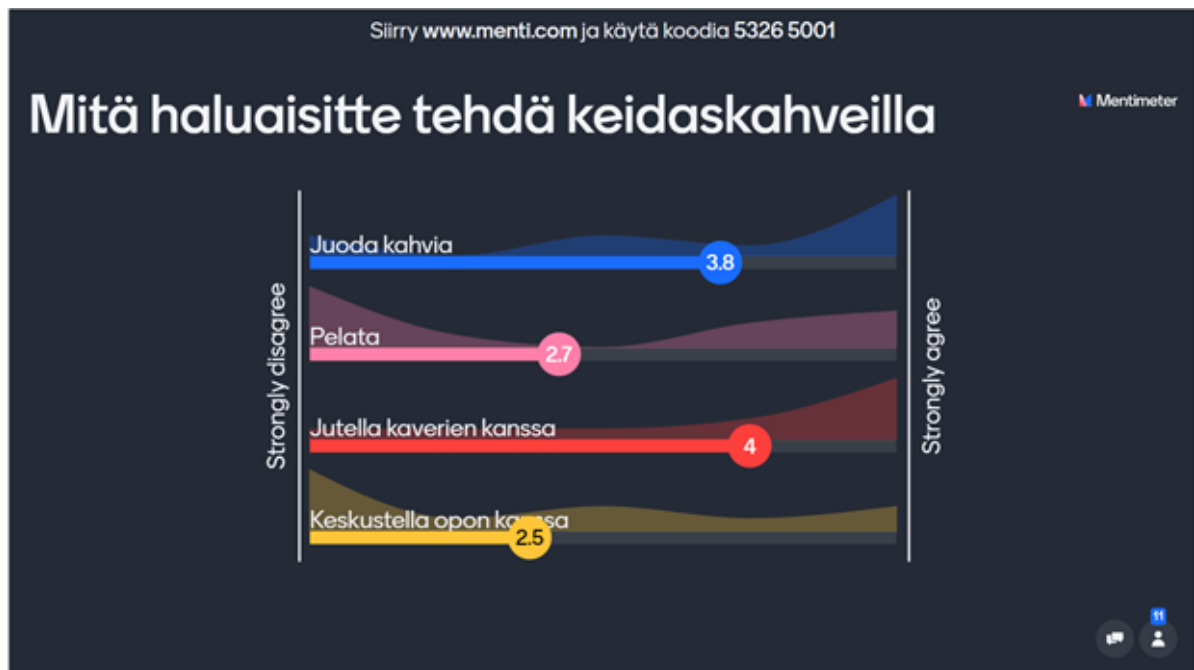 Siirry www.menti.com ja käytä koodia 5326 5001
Mitä haluaisitte tehdä keidaskahveilla
Mentimeter
Strongly disagree
Juoda kahvia
3.8
Pelata
2.7
Jutella kaverien kanssa
4
Keskustella opon kanssa
2.5
Strongly agree
11